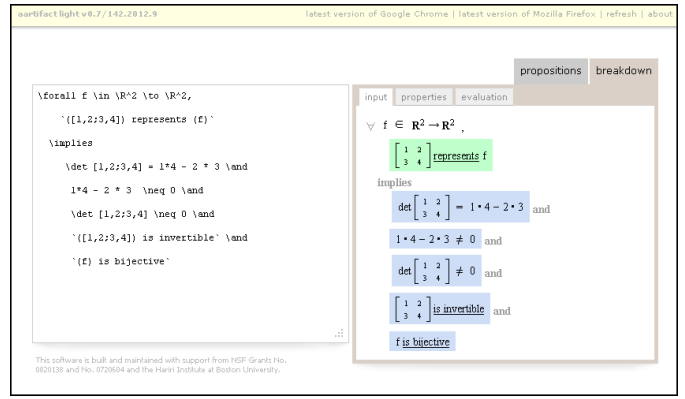 aartifact light v0.7/142.2012.9 latest version of Google Chrome | latest version of Mozilla Firefox | refresh | about
propositions breakdown
\forall f \in \R^2 \to \R^2,
`([1,2;3,4]) represents (f)`
\implies
\det [1,2;3,4] = 1*4 - 2 * 3 \and
1*4 - 2 * 3 \neq 0 \and
\det [1,2;3,4] \neq 0 \and
`([1,2;3,4]) is invertible` \and
`(f) is bijective`
input properties evaluation
∀ f ∈ R² → R² ,
[1 2
3 4] represents f
implies
det [1 2
3 4] = 1 • 4 − 2 • 3 and
1 • 4 − 2 • 3 ≠ 0 and
det [1 2
3 4] ≠ 0 and
[1 2
3 4] is invertible and
f is bijective
This software is built and maintained with support from NSF Grants No.
0820138 and No. 0720604 and the Hariri Institute at Boston University.